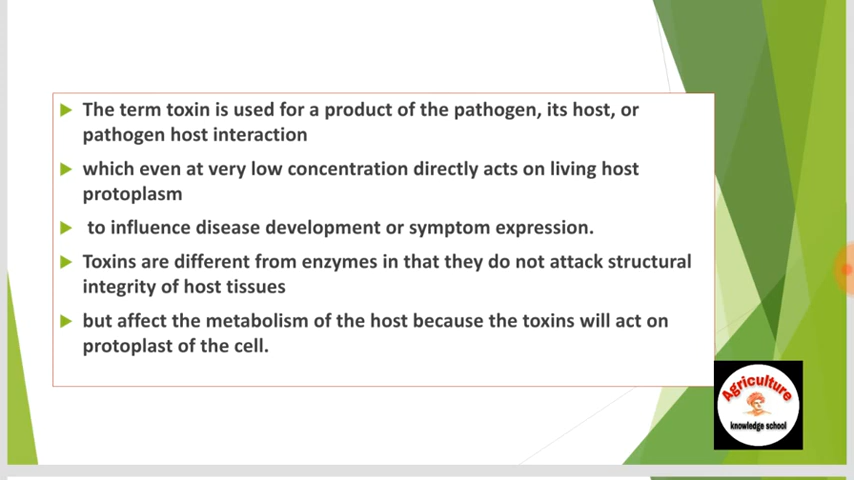 The term toxin is used for a product of the pathogen, its host, or
pathogen host interaction
which even at very low concentration directly acts on living host
protoplasm
to influence disease development or symptom expression.
Toxins are different from enzymes in that they do not attack structural
integrity of host tissues
but affect the metabolism of the host because the toxins will act on
protoplast of the cell.
Agriculture
knowledge school